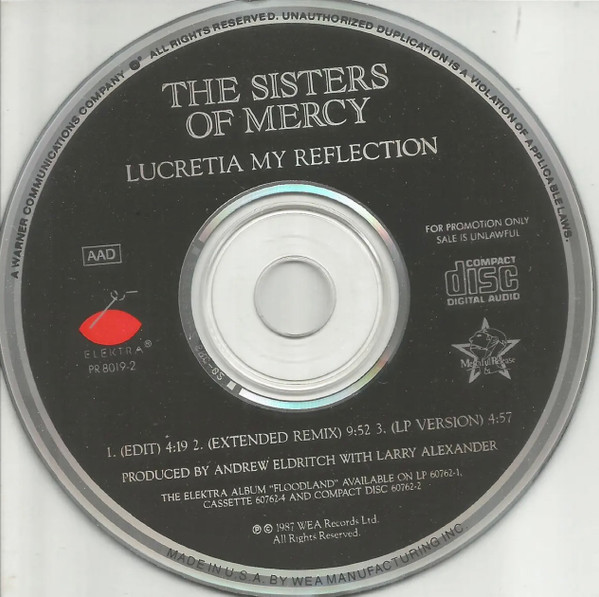 A WARNER COMMUNICATIONS COMPANY ℗ ALL RIGHTS RESERVED. UNAUTHORIZED DUPLICATION IS A VIOLATION OF APPLICABLE LAWS.
THE SISTERS
OF MERCY
LUCRETIA MY REFLECTION
FOR PROMOTION ONLY
SALE IS UNLAWFUL
AAD
COMPACT
disc
DIGITAL AUDIO
ELEKTRA®
PR 8019-2
Merciful Release
1. (EDIT) 4:19 2. (EXTENDED REMIX) 9:52 3. (LP VERSION) 4:57
PRODUCED BY ANDREW ELDRITCH WITH LARRY ALEXANDER
THE ELEKTRA ALBUM "FLOODLAND" AVAILABLE ON LP 60762-1,
CASSETTE 60762-4 AND COMPACT DISC 60762-2
℗ © 1987 WEA Records Ltd.
All Rights Reserved.
MADE IN U.S.A. BY WEA MANUFACTURING INC